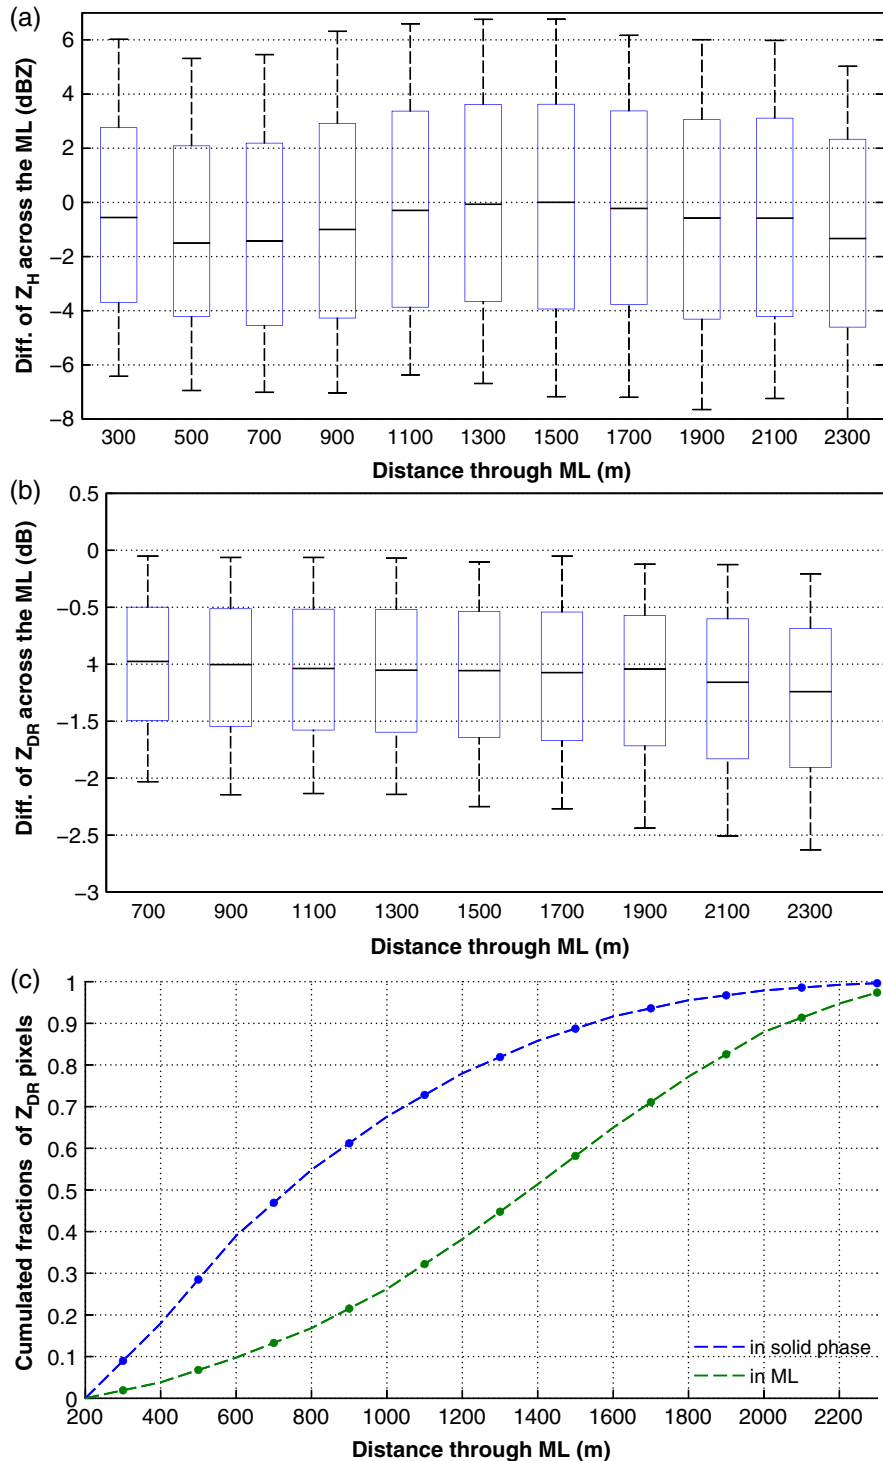 (a)
Diff. of Z_H across the ML (dBZ)
6
4
2
0
−2
−4
−6
−8
300 500 700 900 1100 1300 1500 1700 1900 2100 2300
Distance through ML (m)
(b)
Diff. of Z_DR across the ML (dB)
0.5
0
−0.5
−1
−1.5
−2
−2.5
−3
700 900 1100 1300 1500 1700 1900 2100 2300
Distance through ML (m)
(c)
Cumulated fractions of Z_DR pixels
1
0.9
0.8
0.7
0.6
0.5
0.4
0.3
0.2
0.1
0
in solid phase
in ML
200 400 600 800 1000 1200 1400 1600 1800 2000 2200
Distance through ML (m)